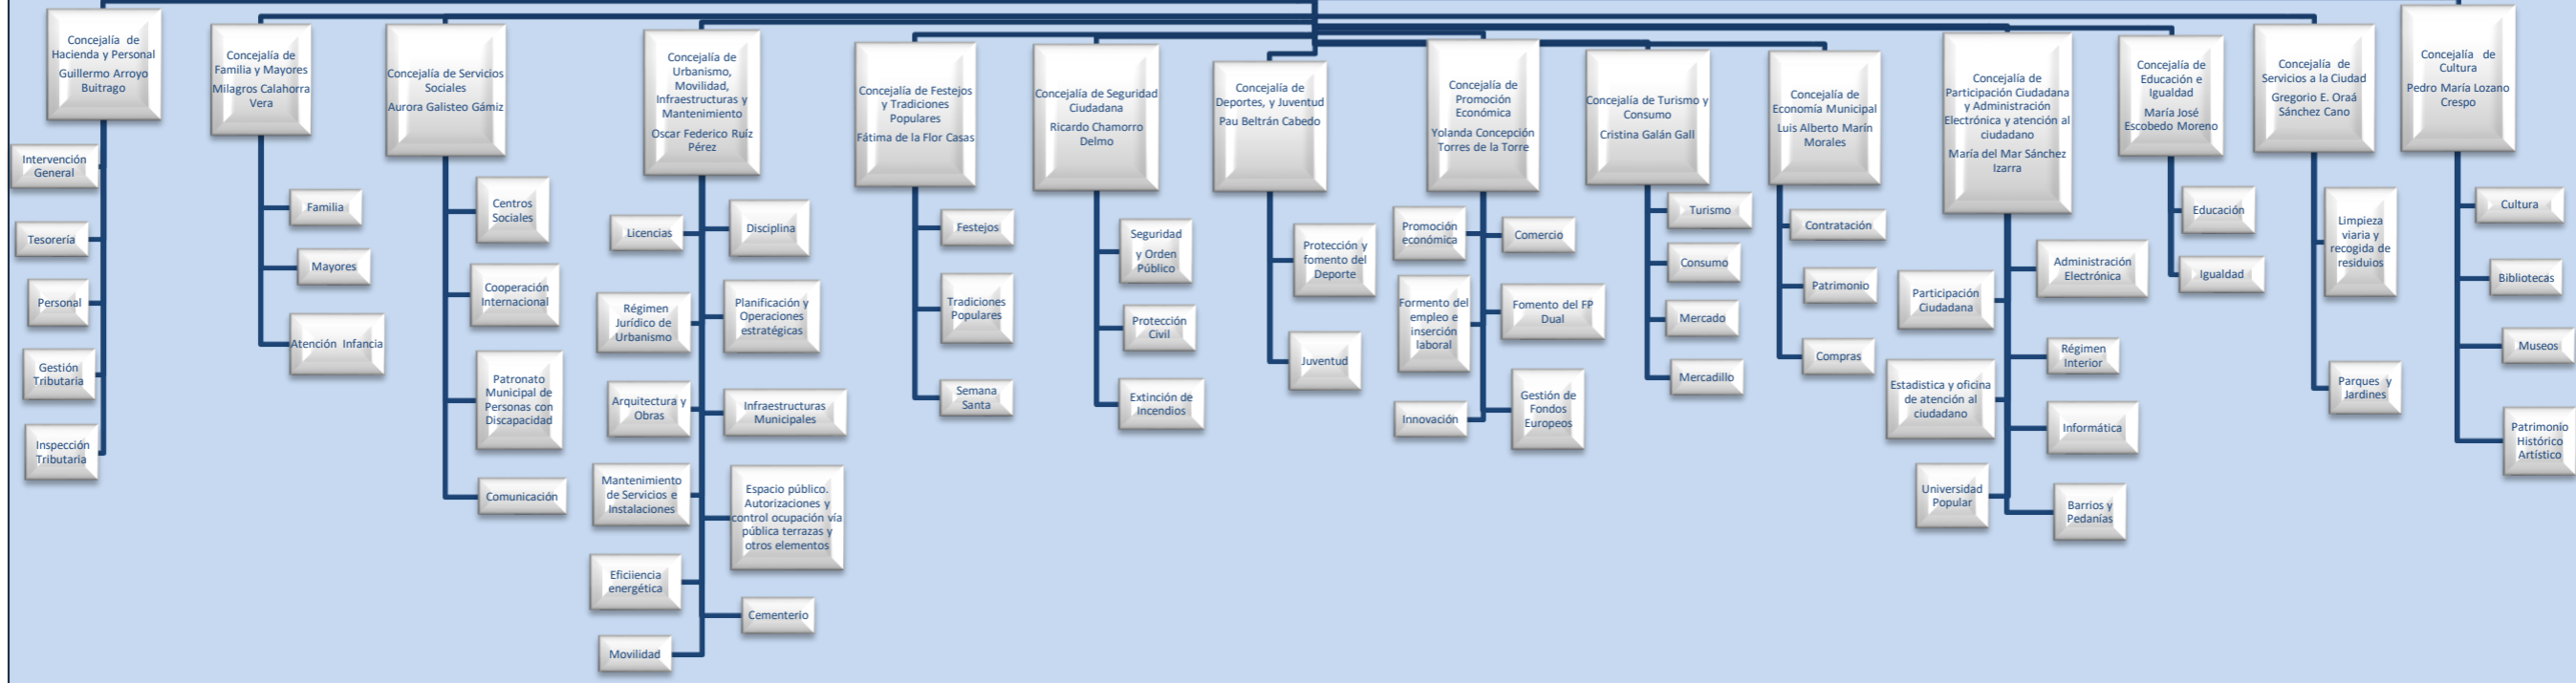 Concejalía de
Hacienda y Personal
Guillermo Arroyo
Buitrago
Intervención
General
Tesorería
Personal
Gestión
Tributaria
Inspección
Tributaria
Concejalía de
Familia y Mayores
Milagros Calahorra
Vera
Familia
Mayores
Atención Infancia
Concejalía de Servicios
Sociales
Aurora Galisteo Gámiz
Centros
Sociales
Cooperación
Internacional
Patronato
Municipal de
Personas con
Discapacidad
Comunicación
Concejalía de
Urbanismo,
Movilidad,
Infraestructuras y
Mantenimiento
Oscar Federico Ruíz
Pérez
Licencias
Disciplina
Régimen
Jurídico de
Urbanismo
Planificación y
Operaciones
estratégicas
Arquitectura y
Obras
Infraestructuras
Municipales
Mantenimiento
de Servicios e
Instalaciones
Espacio público.
Autorizaciones y
control ocupación vía
pública terrazas y
otros elementos
Eficiiencia
energética
Cementerio
Movilidad
Concejalía de Festejos
y Tradiciones
Populares
Fátima de la Flor Casas
Festejos
Tradiciones
Populares
Semana
Santa
Concejalía de Seguridad
Ciudadana
Ricardo Chamorro
Delmo
Seguridad
y Orden
Público
Protección
Civil
Extinción de
Incendios
Concejalía de
Deportes, y Juventud
Pau Beltrán Cabedo
Protección y
fomento del
Deporte
Juventud
Concejalía de
Promoción
Económica
Yolanda Concepción
Torres de la Torre
Promoción
económica
Comercio
Formento del
empleo e
inserción
laboral
Fomento del FP
Dual
Innovación
Gestión de
Fondos
Europeos
Concejalía de Turismo y
Consumo
Cristina Galán Gall
Turismo
Consumo
Mercado
Mercadillo
Concejalía de
Economía Municipal
Luis Alberto Marín
Morales
Contratación
Patrimonio
Compras
Concejalía de
Participación Ciudadana
y Administración
Electrónica y atención al
ciudadano
María del Mar Sánchez
Izarra
Administración
Electrónica
Participación
Ciudadana
Régimen
Interior
Estadistica y oficina
de atención al
ciudadano
Informática
Universidad
Popular
Barrios y
Pedanías
Concejalía de
Educación e
Igualdad
María José
Escobedo Moreno
Educación
Igualdad
Concejalía de
Servicios a la Ciudad
Gregorio E. Oraá
Sánchez Cano
Limpieza
viaria y
recogida de
residuios
Parques y
Jardines
Concejalía de
Cultura
Pedro María Lozano
Crespo
Cultura
Bibliotecas
Museos
Patrimonio
Histórico
Artístico